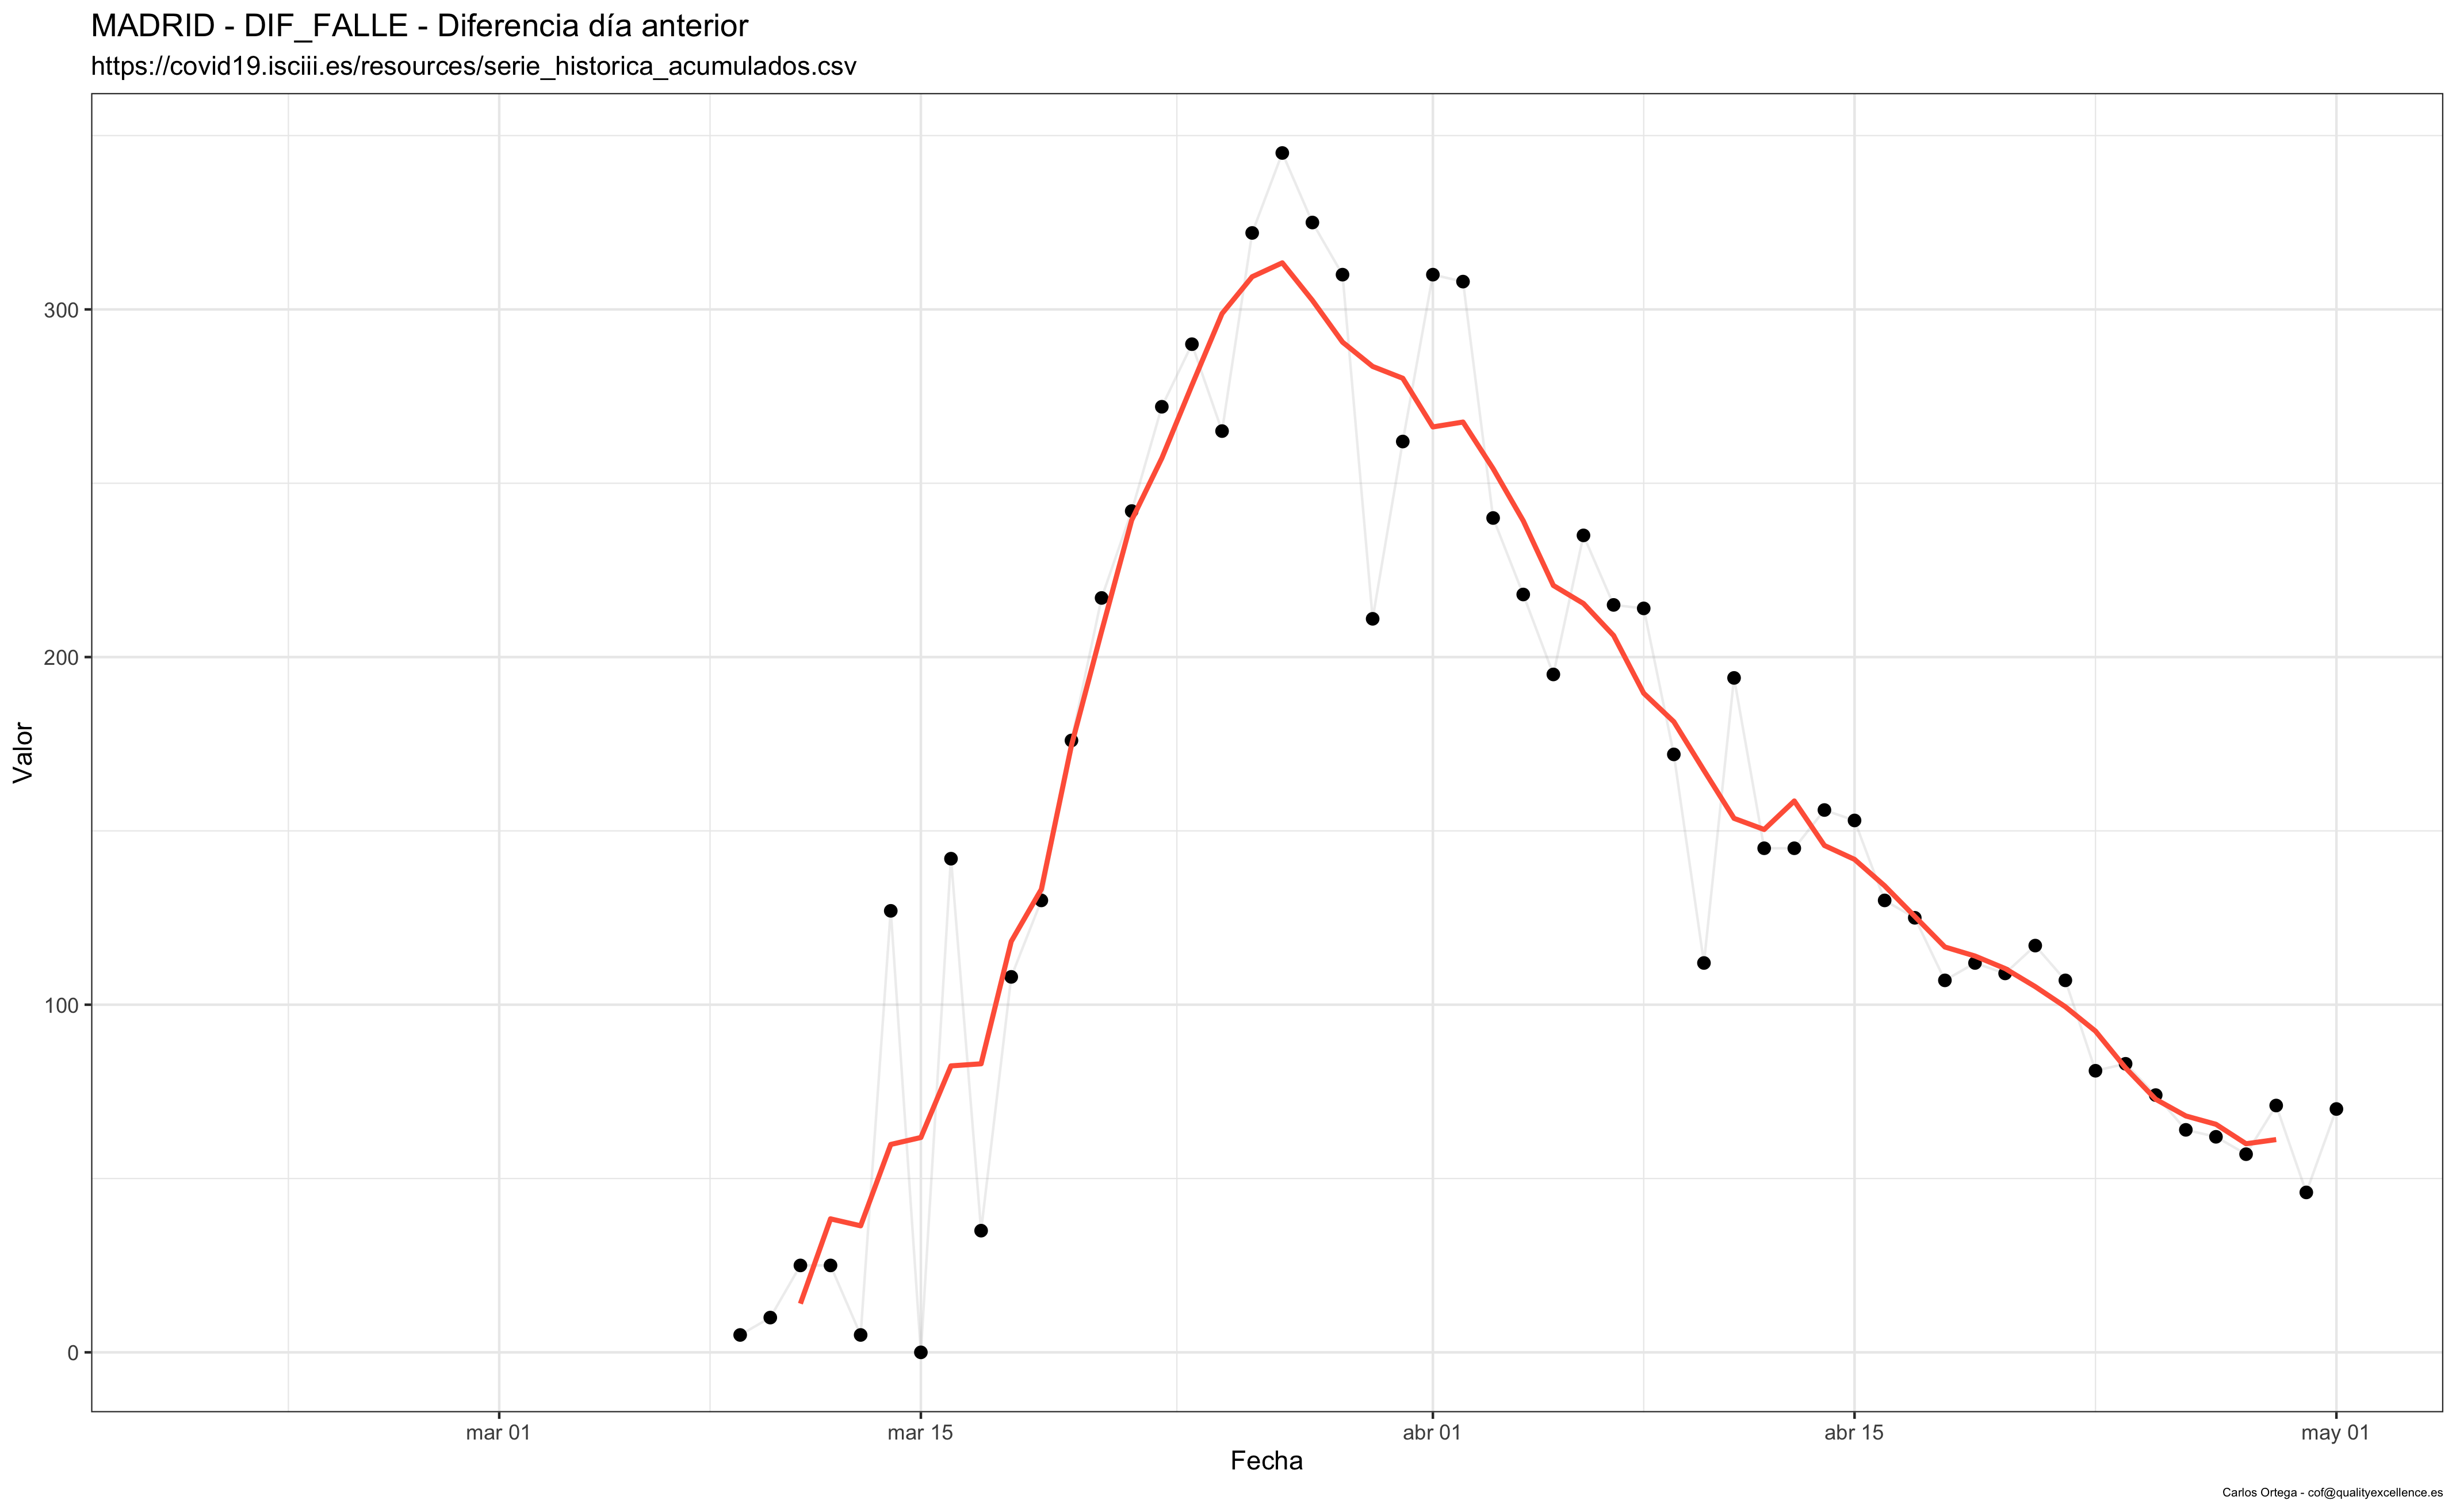 MADRID - DIF_FALLE - Diferencia día anterior
https://covid19.isciii.es/resources/serie_historica_acumulados.csv
Valor
300
200
100
0
mar 01
mar 15
abr 01
abr 15
may 01
Fecha
Carlos Ortega - cof@qualityexcellence.es